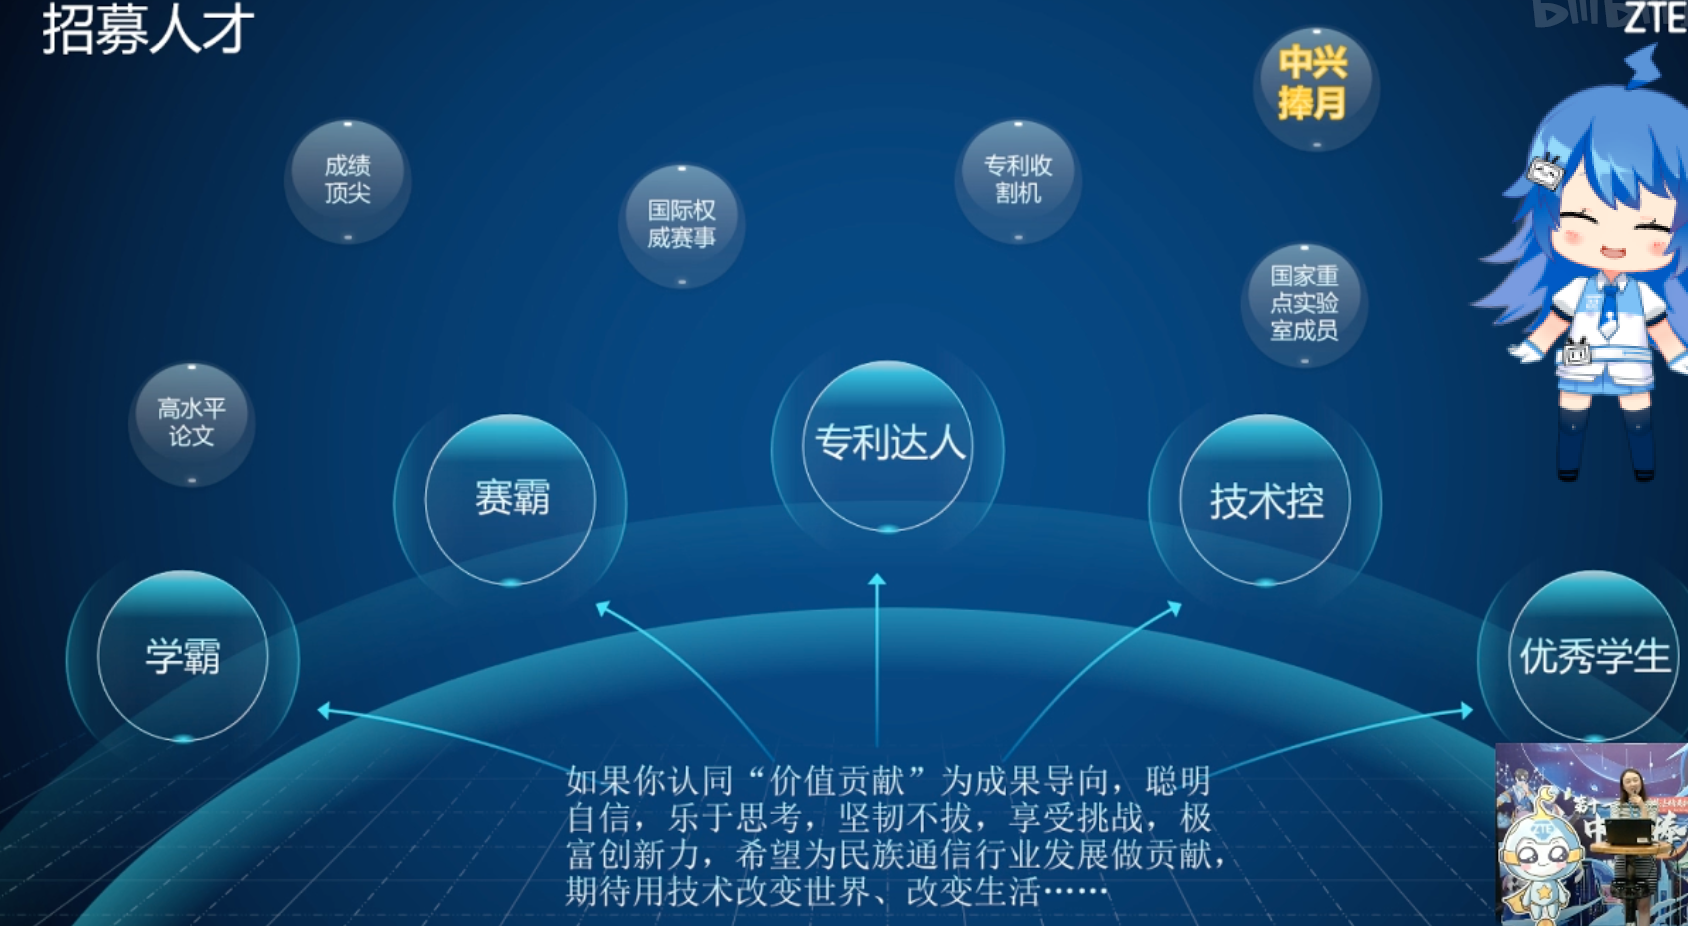 招募人才
ZTE
中兴
捧月
成绩
顶尖
专利收
割机
国际权
威赛事
国家重
点实验
室成员
高水平
论文
专利达人
赛霸
技术控
学霸
优秀学生
如果你认同“价值贡献”为成果导向，聪明
自信，乐于思考，坚韧不拔，享受挑战，极
富创新力，希望为民族通信行业发展做贡献，
期待用技术改变世界、改变生活……
第十
ZTE